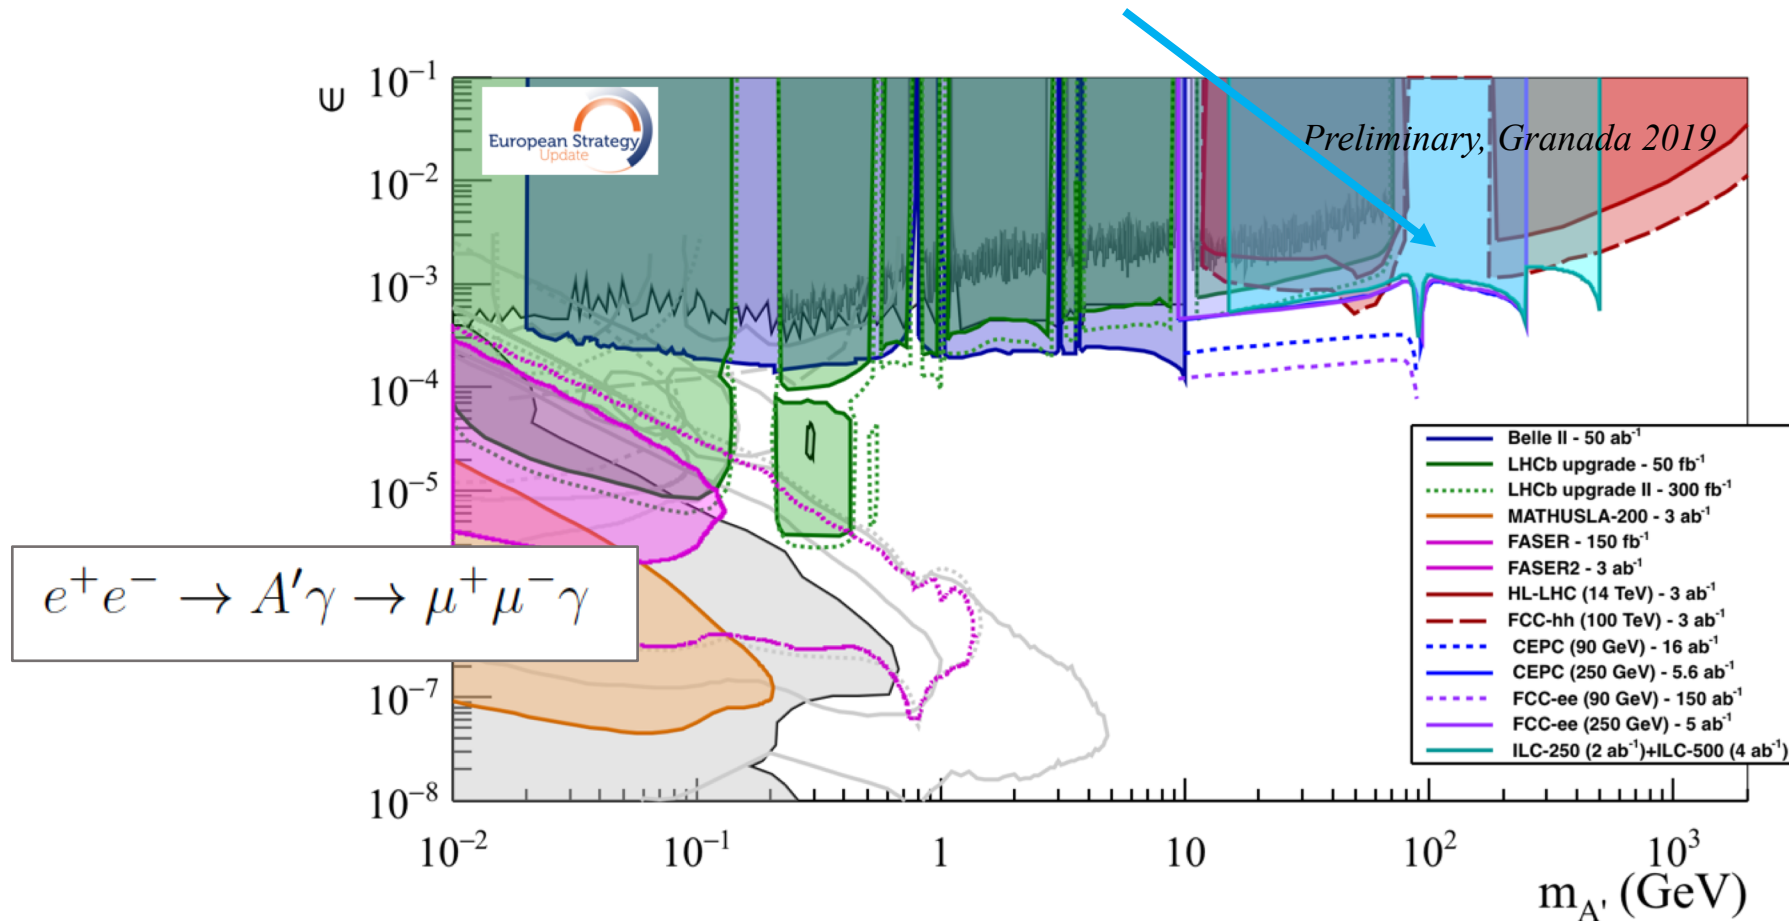 ∈
10⁻¹
10⁻²
10⁻³
10⁻⁴
10⁻⁵
10⁻⁷
10⁻⁸
European Strategy
Update
Preliminary, Granada 2019
e⁺e⁻ → A′γ → μ⁺μ⁻γ
Belle II - 50 ab⁻¹
LHCb upgrade - 50 fb⁻¹
LHCb upgrade II - 300 fb⁻¹
MATHUSLA-200 - 3 ab⁻¹
FASER - 150 fb⁻¹
FASER2 - 3 ab⁻¹
HL-LHC (14 TeV) - 3 ab⁻¹
FCC-hh (100 TeV) - 3 ab⁻¹
CEPC (90 GeV) - 16 ab⁻¹
CEPC (250 GeV) - 5.6 ab⁻¹
FCC-ee (90 GeV) - 150 ab⁻¹
FCC-ee (250 GeV) - 5 ab⁻¹
ILC-250 (2 ab⁻¹)+ILC-500 (4 ab⁻¹)
10⁻² 10⁻¹ 1 10 10² 10³
m_A' (GeV)